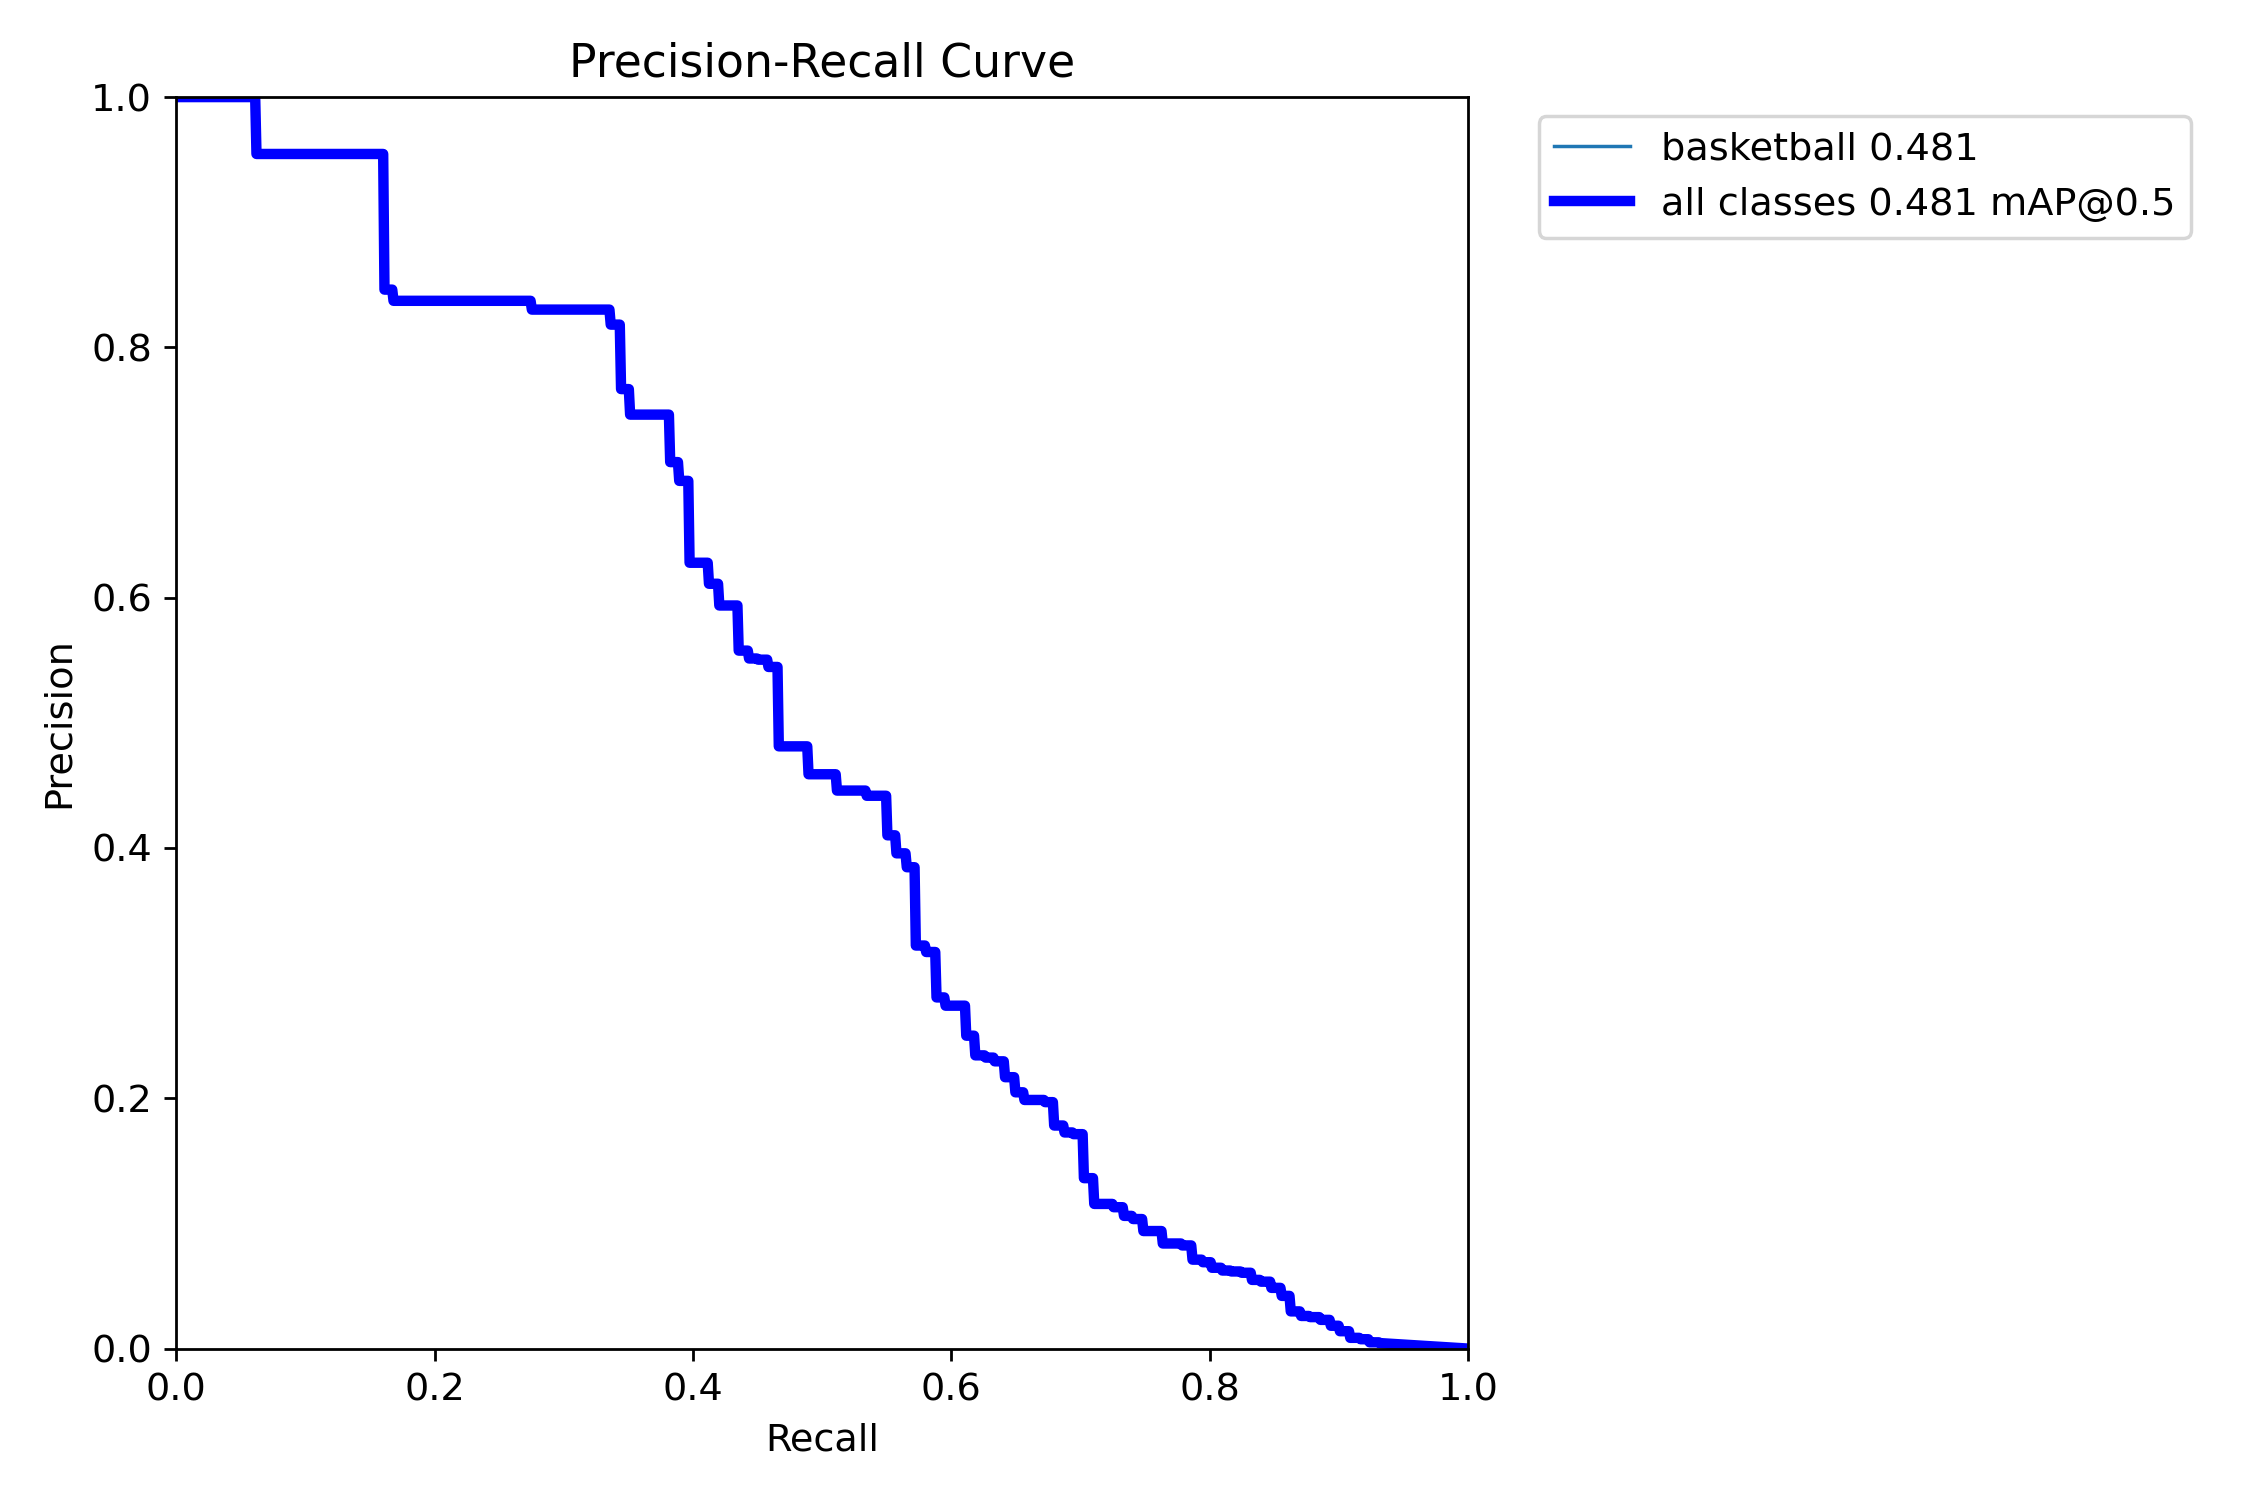 Precision-Recall Curve
basketball 0.481
all classes 0.481 mAP@0.5
1.0
0.8
0.6
0.4
0.2
0.0
Precision
0.0 0.2 0.4 0.6 0.8 1.0
Recall